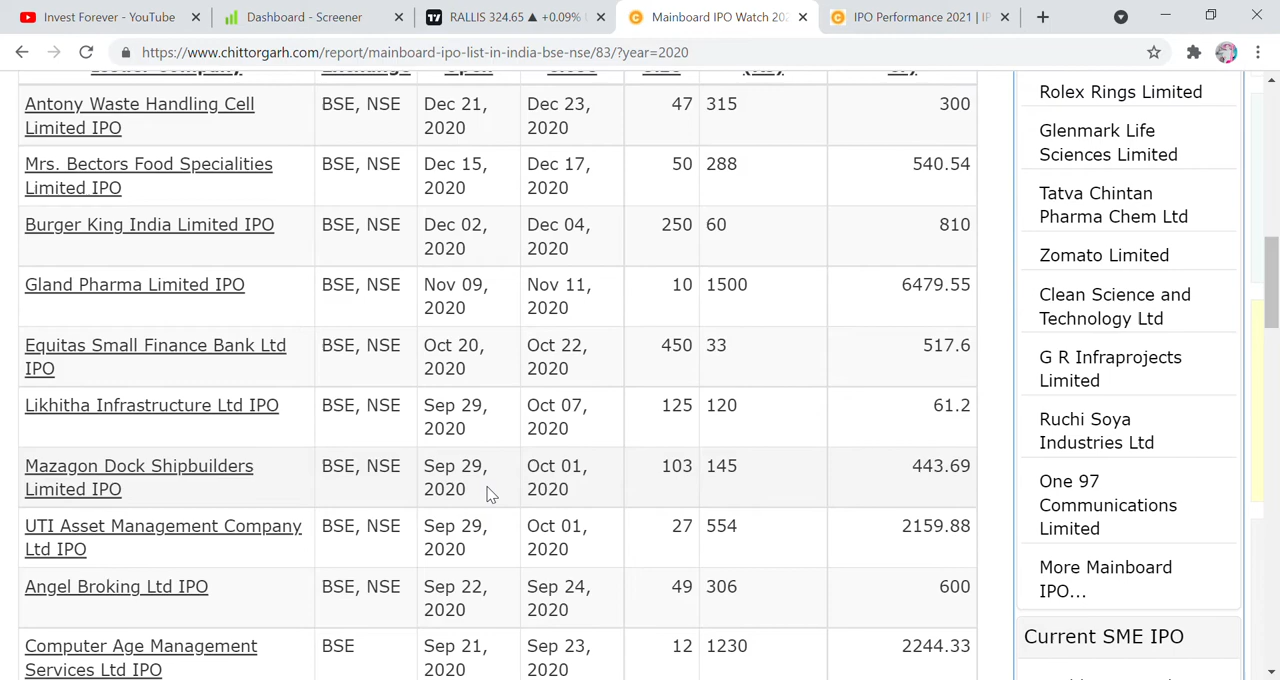 Invest Forever - YouTube
Dashboard - Screener
RALLIS 324.65 ▲ +0.09%
Mainboard IPO Watch 202
IPO Performance 2021 | IP
https://www.chittorgarh.com/report/mainboard-ipo-list-in-india-bse-nse/83/?year=2020
Antony Waste Handling Cell Limited IPO BSE, NSE Dec 21, Dec 23, 47 315 300
2020 2020
Mrs. Bectors Food Specialities BSE, NSE Dec 15, Dec 17, 50 288 540.54
Limited IPO 2020 2020
Burger King India Limited IPO BSE, NSE Dec 02, Dec 04, 250 60 810
2020 2020
Gland Pharma Limited IPO BSE, NSE Nov 09, Nov 11, 10 1500 6479.55
2020 2020
Equitas Small Finance Bank Ltd BSE, NSE Oct 20, Oct 22, 450 33 517.6
IPO 2020 2020
Likhitha Infrastructure Ltd IPO BSE, NSE Sep 29, Oct 07, 125 120 61.2
2020 2020
Mazagon Dock Shipbuilders BSE, NSE Sep 29, Oct 01, 103 145 443.69
Limited IPO 2020 2020
UTI Asset Management Company BSE, NSE Sep 29, Oct 01, 27 554 2159.88
Ltd IPO 2020 2020
Angel Broking Ltd IPO BSE, NSE Sep 22, Sep 24, 49 306 600
2020 2020
Computer Age Management BSE Sep 21, Sep 23, 12 1230 2244.33
Services Ltd IPO 2020 2020
Rolex Rings Limited
Glenmark Life
Sciences Limited
Tatva Chintan
Pharma Chem Ltd
Zomato Limited
Clean Science and
Technology Ltd
G R Infraprojects
Limited
Ruchi Soya
Industries Ltd
One 97
Communications
Limited
More Mainboard
IPO...
Current SME IPO